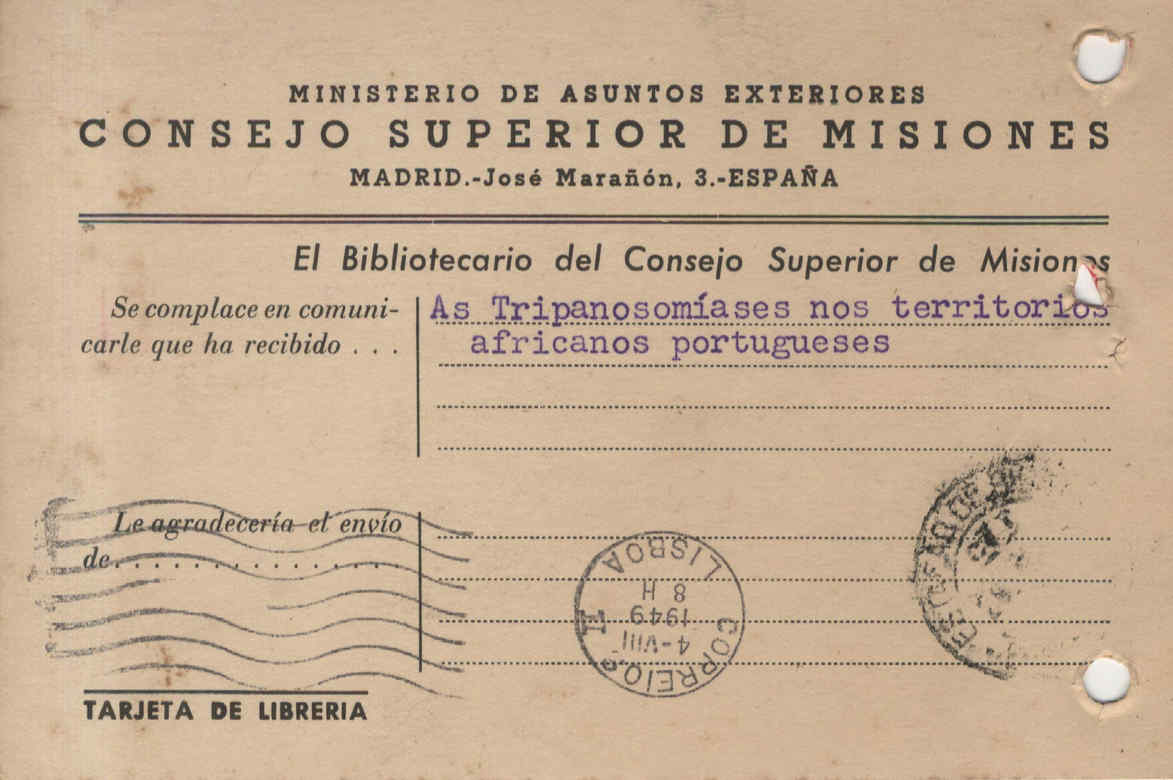 MINISTERIO DE ASUNTOS EXTERIORES
CONSEJO SUPERIOR DE MISIONES
MADRID.-José Marañón, 3.-ESPAÑA
El Bibliotecario del Consejo Superior de Misiones
Se complace en comuni-
carle que ha recibido . . .
As Tripanosomíases nos territorios
africanos portugueses
Le agradecería el envío
de. . . . . . . . . . . . . . .
LISBOA
8 H
1949
4-VIII
CORREIO.S
TARJETA DE LIBRERIA